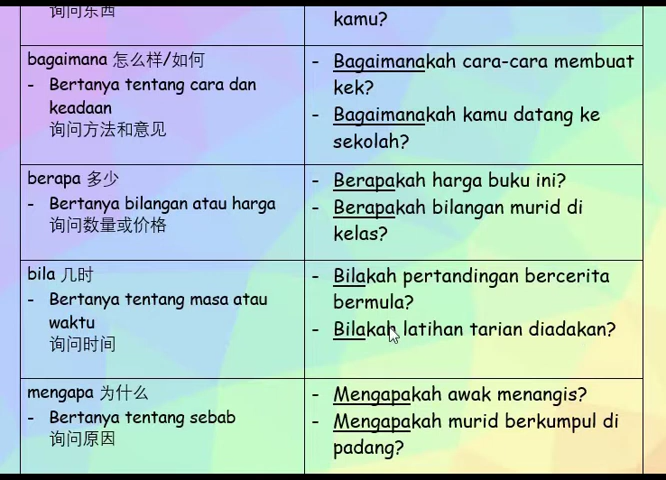 询问东西
kamu?
bagaimana 怎么样/如何
- Bertanya tentang cara dan
keadaan
询问方法和意见
- Bagaimanakah cara-cara membuat
kek?
- Bagaimanakah kamu datang ke
sekolah?
berapa 多少
- Bertanya bilangan atau harga
询问数量或价格
- Berapakah harga buku ini?
- Berapakah bilangan murid di
kelas?
bila 几时
- Bertanya tentang masa atau
waktu
询问时间
- Bilakah pertandingan bercerita
bermula?
- Bilakah latihan tarian diadakan?
mengapa 为什么
- Bertanya tentang sebab
询问原因
- Mengapakah awak menangis?
- Mengapakah murid berkumpul di
padang?